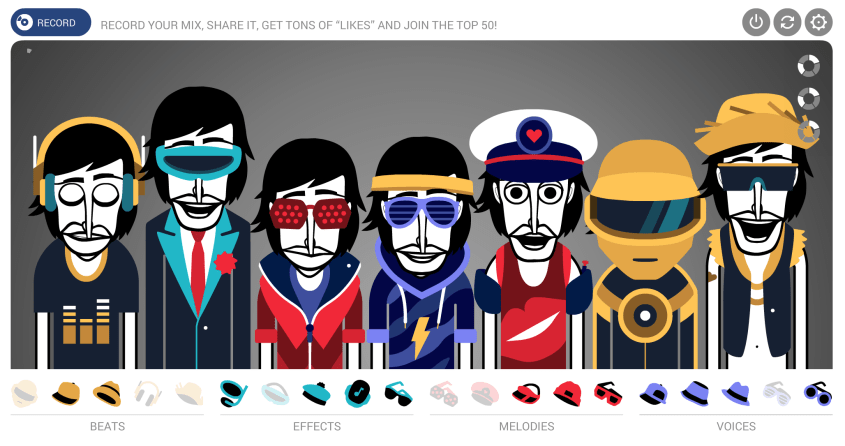 RECORD
RECORD YOUR MIX, SHARE IT, GET TONS OF “LIKES” AND JOIN THE TOP 50!
BEATS
EFFECTS
MELODIES
VOICES